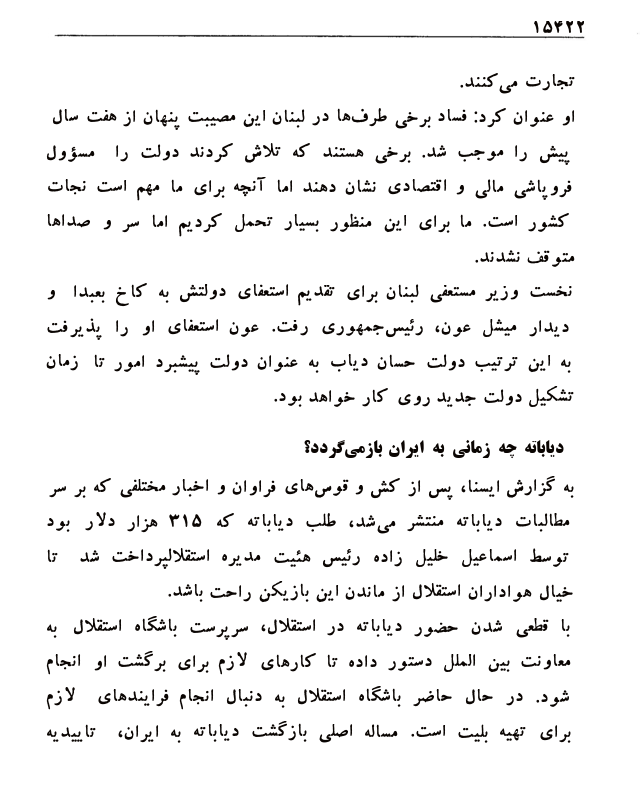 ۱۵۴۲۲
تجارت می‌کنند.
او عنوان کرد: فساد برخی طرف‌ها در لبنان این مصیبت پنهان از هفت سال
پیش را موجب شد. برخی هستند که تلاش کردند دولت را مسؤول
فروپاشی مالی و اقتصادی نشان دهند اما آنچه برای ما مهم است نجات
کشور است. ما برای این منظور بسیار تحمل کردیم اما سر و صداها
متوقف نشدند.
نخست وزیر مستعفی لبنان برای تقدیم استعفای دولتش به کاخ بعبدا و
دیدار میشل عون، رئیس‌جمهوری رفت. عون استعفای او را پذیرفت
به این ترتیب دولت حسان دیاب به عنوان دولت پیشبرد امور تا زمان
تشکیل دولت جدید روی کار خواهد بود.
دیاباته چه زمانی به ایران بازمی‌گردد؟
به گزارش ایسنا، پس از کش و قوس‌های فراوان و اخبار مختلفی که بر سر
مطالبات دیاباته منتشر می‌شد، طلب دیاباته که ۳۱۵ هزار دلار بود
توسط اسماعیل خلیل زاده رئیس هئیت مدیره استقلالپرداخت شد تا
خیال هواداران استقلال از ماندن این بازیکن راحت باشد.
با قطعی شدن حضور دیاباته در استقلال، سرپرست باشگاه استقلال به
معاونت بین الملل دستور داده تا کارهای لازم برای برگشت او انجام
شود. در حال حاضر باشگاه استقلال به دنبال انجام فرایندهای لازم
برای تهیه بلیت است. مساله اصلی بازگشت دیاباته به ایران، تاییدیه